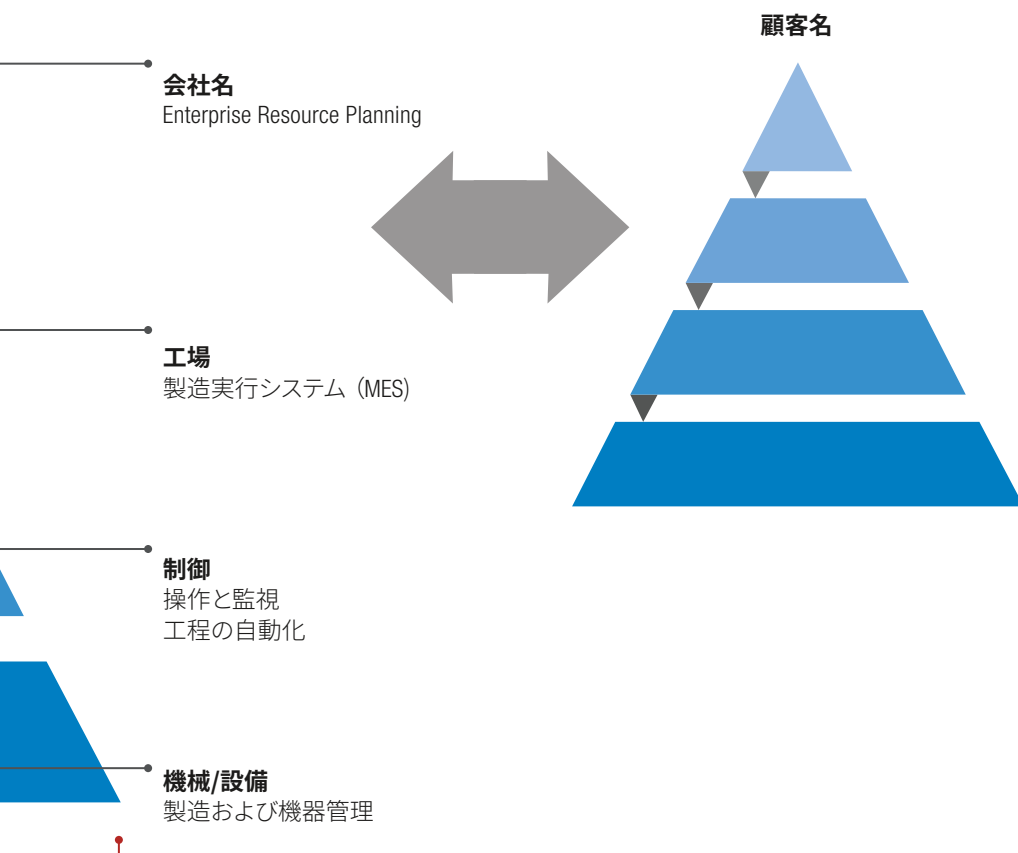 顧客名
会社名
Enterprise Resource Planning
工場
製造実行システム（MES)
制御
操作と監視
工程の自動化
機械/設備
製造および機器管理